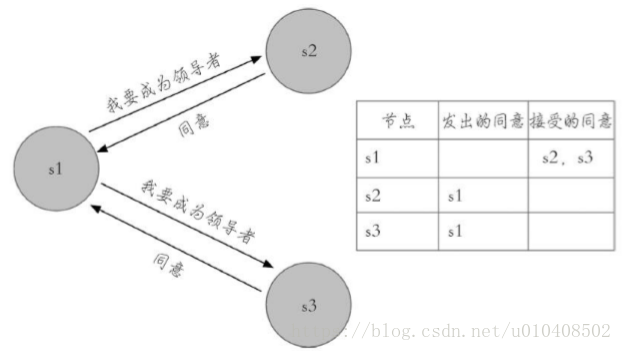 s2
我要成为领导者
同意
s1
我要成为领导者
同意
s3
节点 发出的同意 接受的同意
s1 s2，s3
s2 s1
s3 s1
https://blog.csdn.net/u010408502